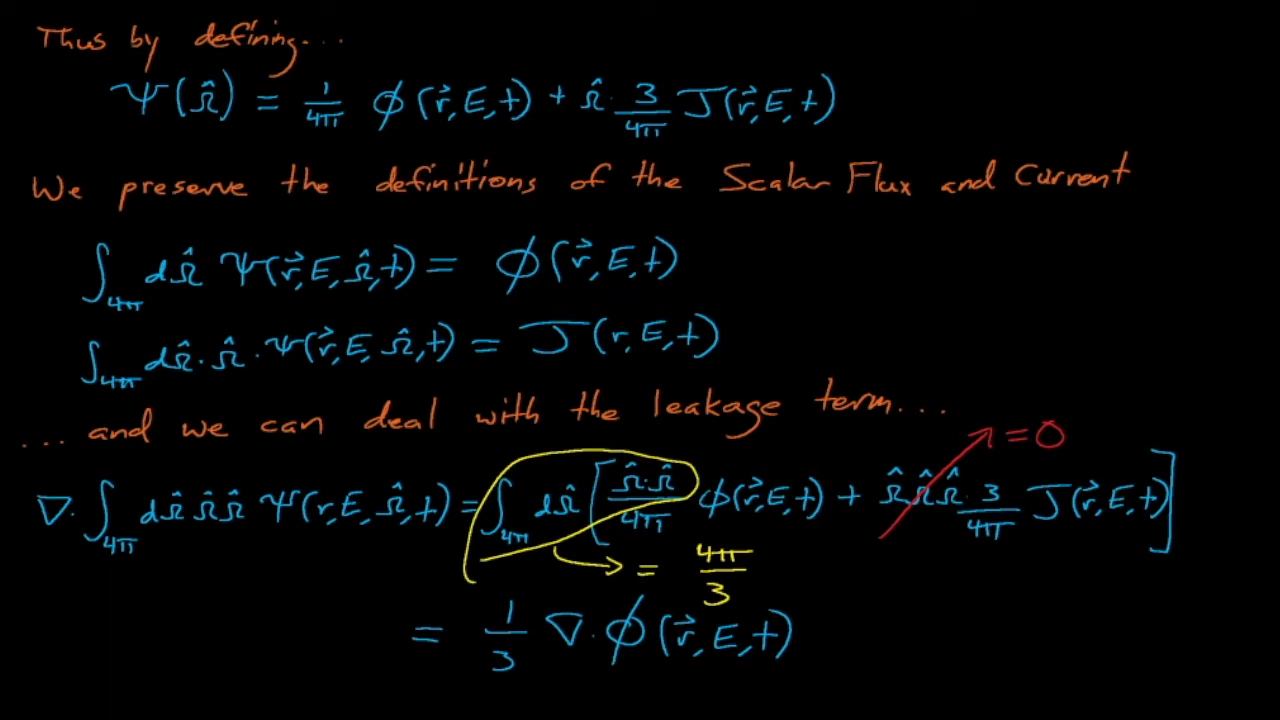 Thus by defining...
Ψ(Ω̂) = 1/4π ϕ(r⃗,E,t) + Ω̂·3/4π J(r⃗,E,t)
We preserve the definitions of the Scalar Flux and Current
∫4π dΩ̂ Ψ(r⃗,E,Ω̂,t) = ϕ(r⃗,E,t)
∫4π dΩ̂·Ω̂·Ψ(r⃗,E,Ω̂,t) = J(r,E,t)
...and we can deal with the leakage term...
=0
∇·∫4π dΩ̂Ω̂Ω̂ Ψ(r,E,Ω̂,t) = ∫4π dΩ̂[Ω̂·Ω̂/4π ϕ(r⃗,E,t) + Ω̂Ω̂Ω̂·3/4π J(r⃗,E,t)]
= 4π/3
= 1/3 ∇·ϕ(r⃗,E,t)